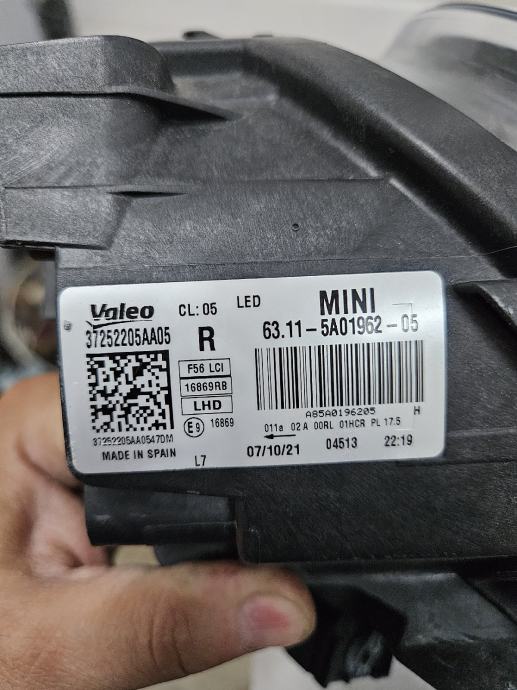 Valeo CL: 05 LED MINI
37252205AA05 R 63.11-5A01962-05
F56 LCI
16869RB
LHD
A85A0196205 H
E9 16869 011a 02A 00RL 01HCR PL 17.5
37252205AA0547DM
MADE IN SPAIN L7 07/10/21 04513 22:19